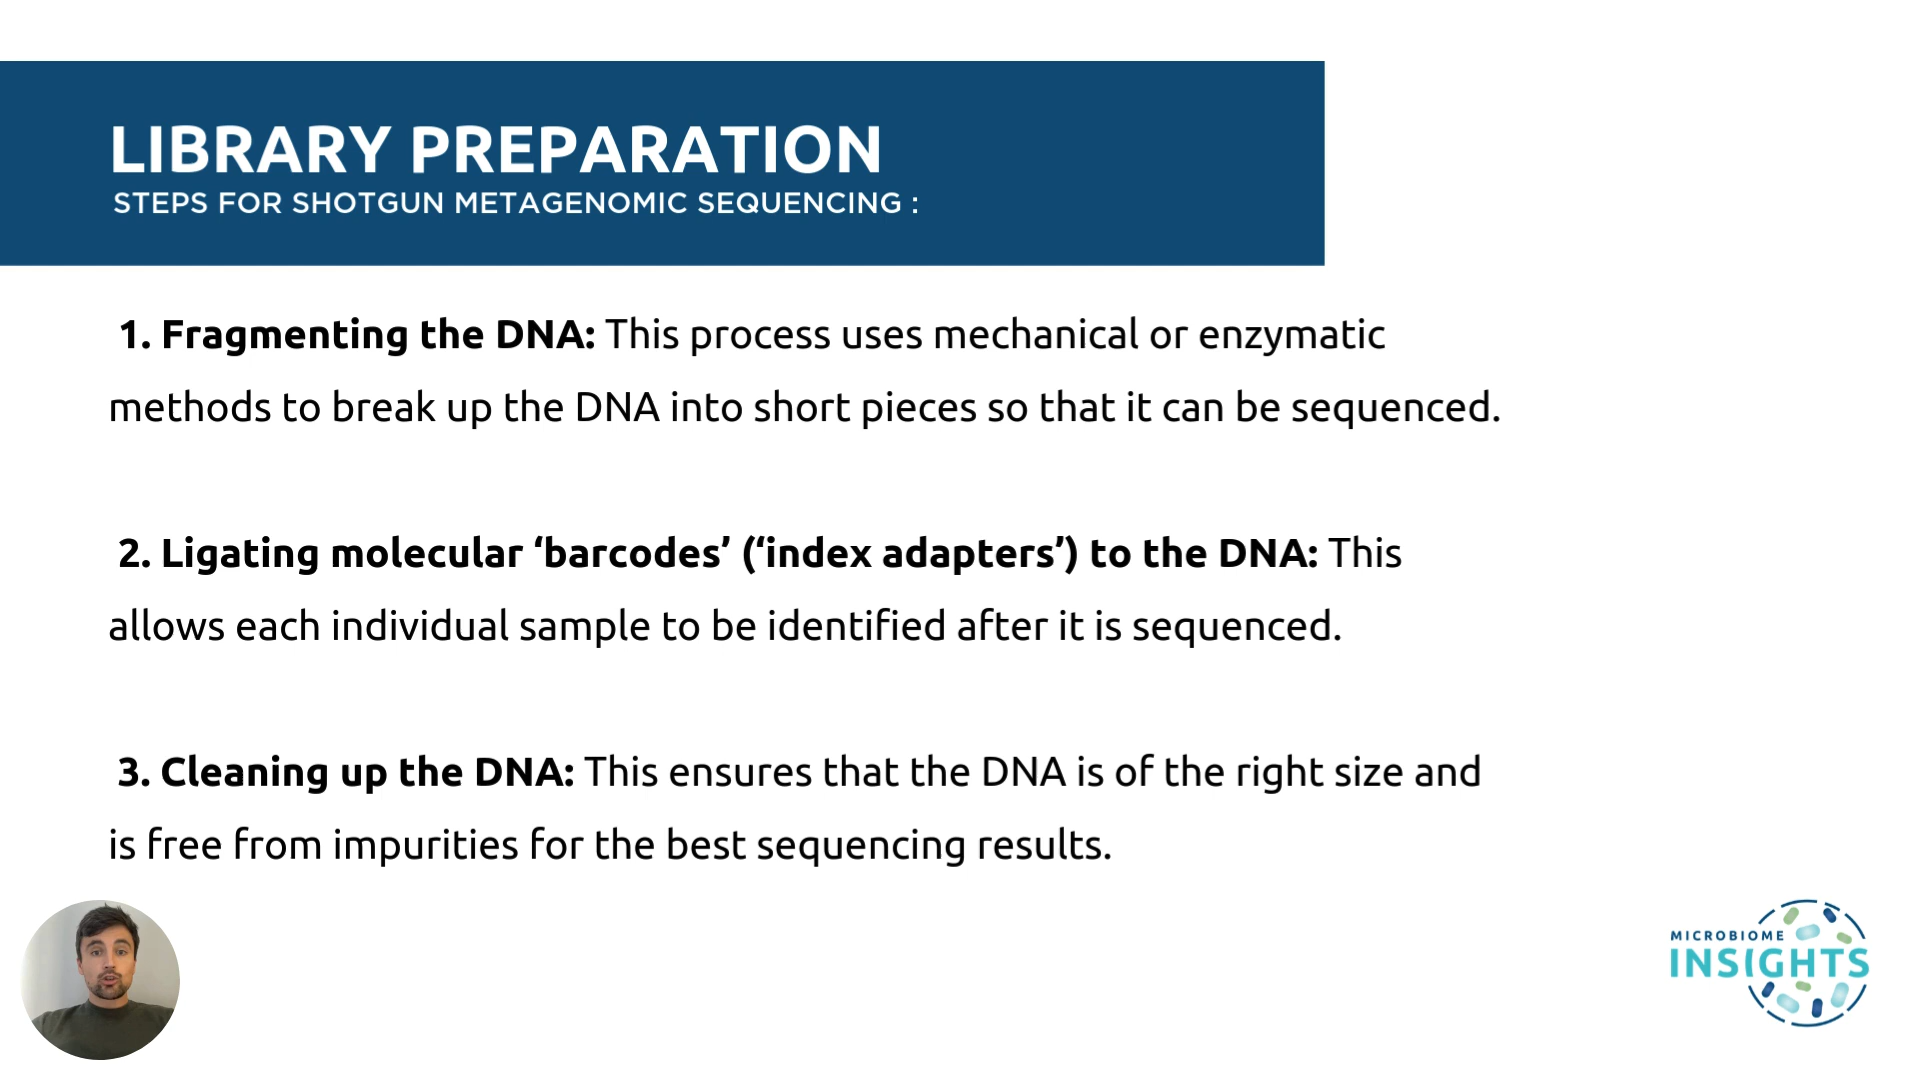 LIBRARY PREPARATION
STEPS FOR SHOTGUN METAGENOMIC SEQUENCING :
1. Fragmenting the DNA: This process uses mechanical or enzymatic
methods to break up the DNA into short pieces so that it can be sequenced.
2. Ligating molecular ‘barcodes’ (‘index adapters’) to the DNA: This
allows each individual sample to be identified after it is sequenced.
3. Cleaning up the DNA: This ensures that the DNA is of the right size and
is free from impurities for the best sequencing results.
MICROBIOME
INSIGHTS